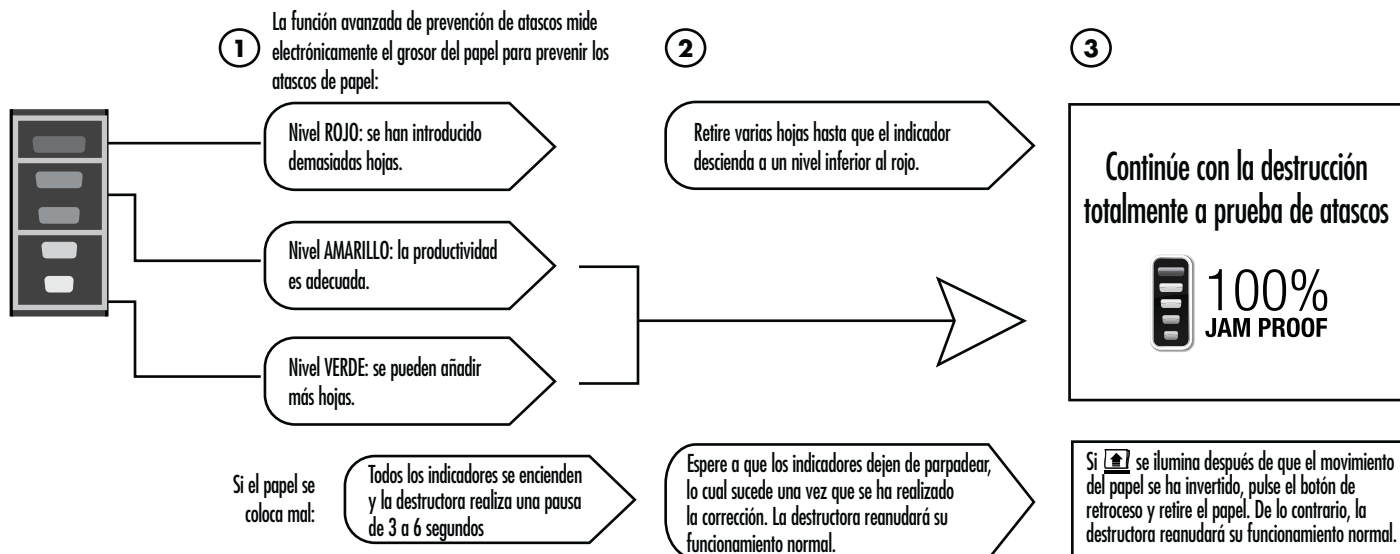 1
La función avanzada de prevención de atascos mide
electrónicamente el grosor del papel para prevenir los
atascos de papel:
2
3
Nivel ROJO: se han introducido
demasiadas hojas.
Retire varias hojas hasta que el indicador
descienda a un nivel inferior al rojo.
Continúe con la destrucción
totalmente a prueba de atascos
100%
JAM PROOF
Nivel AMARILLO: la productividad
es adecuada.
Nivel VERDE: se pueden añadir
más hojas.
Si el papel se
coloca mal:
Todos los indicadores se encienden
y la destructora realiza una pausa
de 3 a 6 segundos
Espere a que los indicadores dejen de parpadear,
lo cual sucede una vez que se ha realizado
la corrección. La destructora reanudará su
funcionamiento normal.
Si se ilumina después de que el movimiento
del papel se ha invertido, pulse el botón de
retroceso y retire el papel. De lo contrario, la
destructora reanudará su funcionamiento normal.